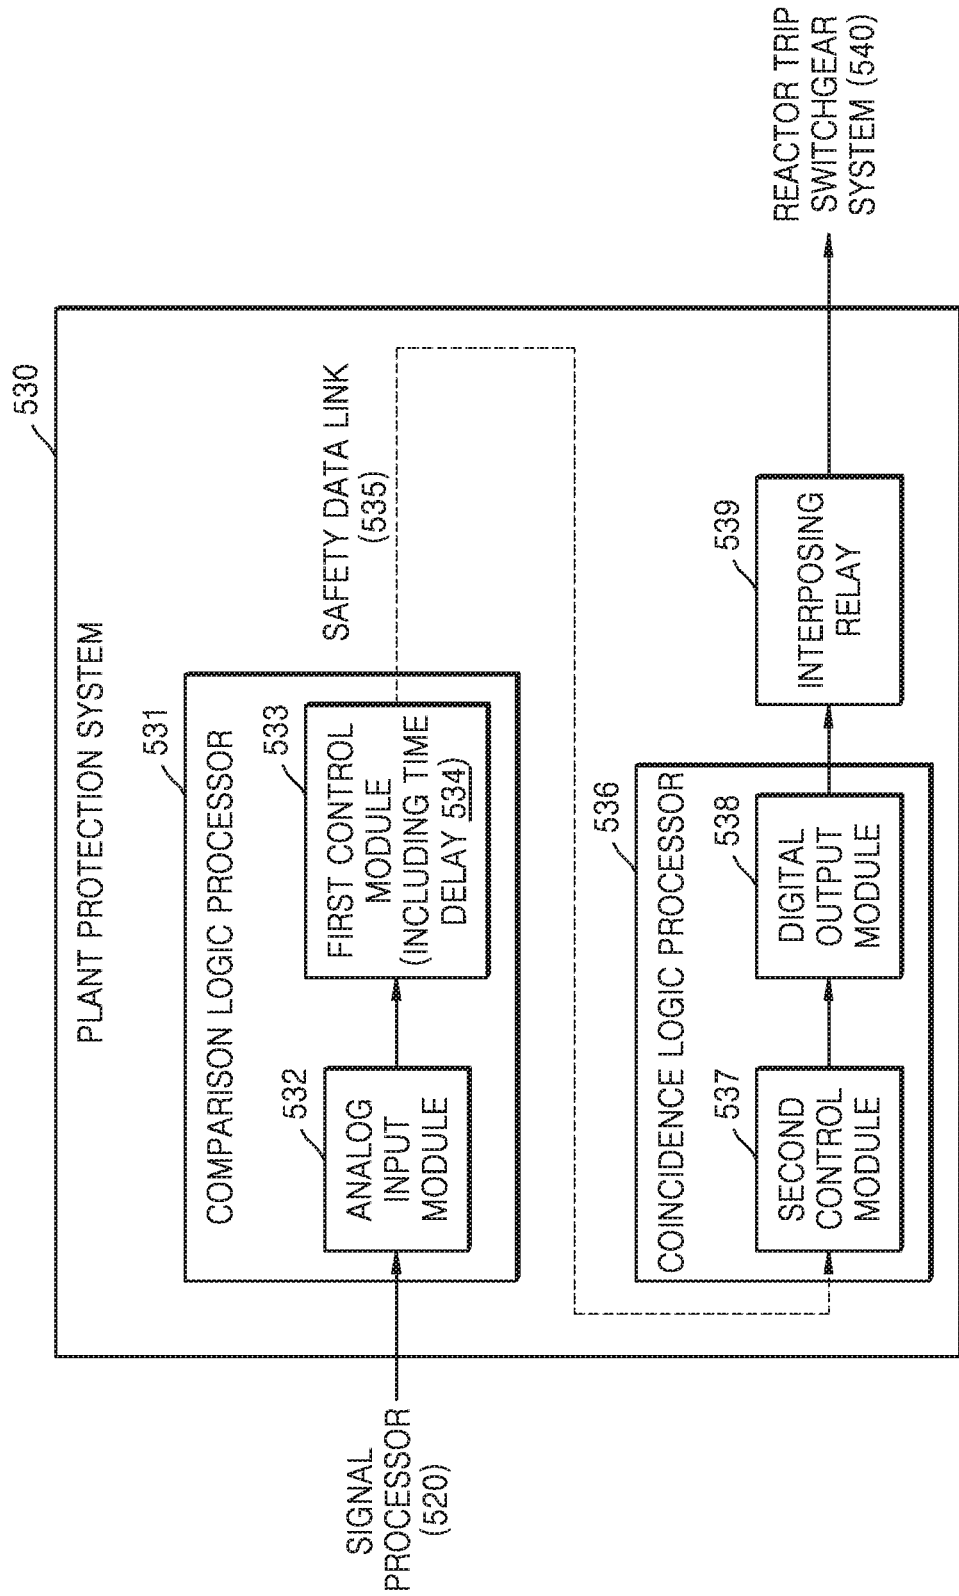 530
PLANT PROTECTION SYSTEM
531
COMPARISON LOGIC PROCESSOR
532
ANALOG
INPUT
MODULE
533
FIRST CONTROL
MODULE
(INCLUDING TIME
DELAY 534)
SAFETY DATA LINK
(535)
SIGNAL
PROCESSOR
(520)
536
COINCIDENCE LOGIC PROCESSOR
537
SECOND
CONTROL
MODULE
538
DIGITAL
OUTPUT
MODULE
539
INTERPOSING
RELAY
REACTOR TRIP
SWITCHGEAR
SYSTEM (540)